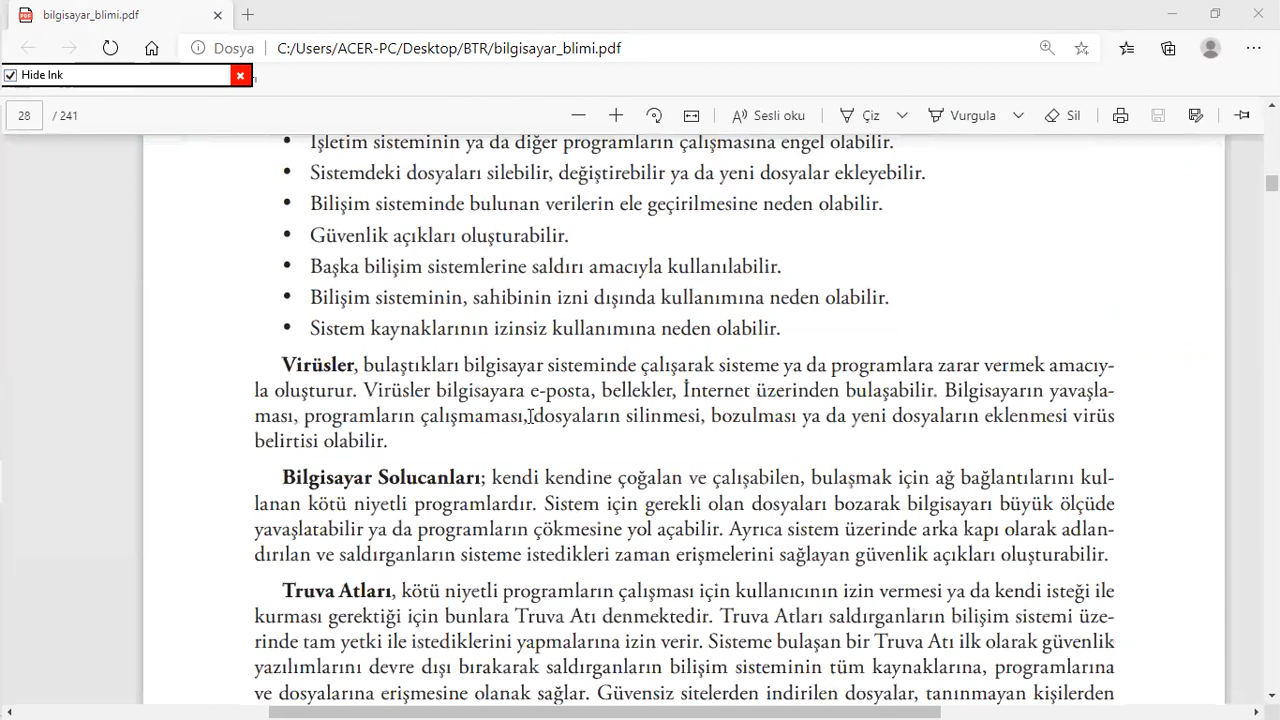 bilgisayar_blimi.pdf
Dosya C:/Users/ACER-PC/Desktop/BTR/bilgisayar_blimi.pdf
Hide Ink
28 / 241 Sesli oku Çiz Vurgula Sil
• İşletim sisteminin ya da diğer programların çalışmasına engel olabilir.
• Sistemdeki dosyaları silebilir, değiştirebilir ya da yeni dosyalar ekleyebilir.
• Bilişim sisteminde bulunan verilerin ele geçirilmesine neden olabilir.
• Güvenlik açıkları oluşturabilir.
• Başka bilişim sistemlerine saldırı amacıyla kullanılabilir.
• Bilişim sisteminin, sahibinin izni dışında kullanımına neden olabilir.
• Sistem kaynaklarının izinsiz kullanımına neden olabilir.
Virüsler, bulaştıkları bilgisayar sisteminde çalışarak sisteme ya da programlara zarar vermek amacıy-
la oluşturur. Virüsler bilgisayara e-posta, bellekler, İnternet üzerinden bulaşabilir. Bilgisayarın yavaşla-
ması, programların çalışmaması, dosyaların silinmesi, bozulması ya da yeni dosyaların eklenmesi virüs
belirtisi olabilir.
Bilgisayar Solucanları; kendi kendine çoğalan ve çalışabilen, bulaşmak için ağ bağlantılarını kul-
lanan kötü niyetli programlardır. Sistem için gerekli olan dosyaları bozarak bilgisayarı büyük ölçüde
yavaşlatabilir ya da programların çökmesine yol açabilir. Ayrıca sistem üzerinde arka kapı olarak adlan-
dırılan ve saldırganların sisteme istedikleri zaman erişmelerini sağlayan güvenlik açıkları oluşturabilir.
Truva Atları, kötü niyetli programların çalışması için kullanıcının izin vermesi ya da kendi isteği ile
kurması gerektiği için bunlara Truva Atı denmektedir. Truva Atları saldırganların bilişim sistemi üze-
rinde tam yetki ile istediklerini yapmalarına izin verir. Sisteme bulaşan bir Truva Atı ilk olarak güvenlik
yazılımlarını devre dışı bırakarak saldırganların bilişim sisteminin tüm kaynaklarına, programlarına
ve dosyalarına erişmesine olanak sağlar. Güvensiz sitelerden indirilen dosyalar, tanınmayan kişilerden